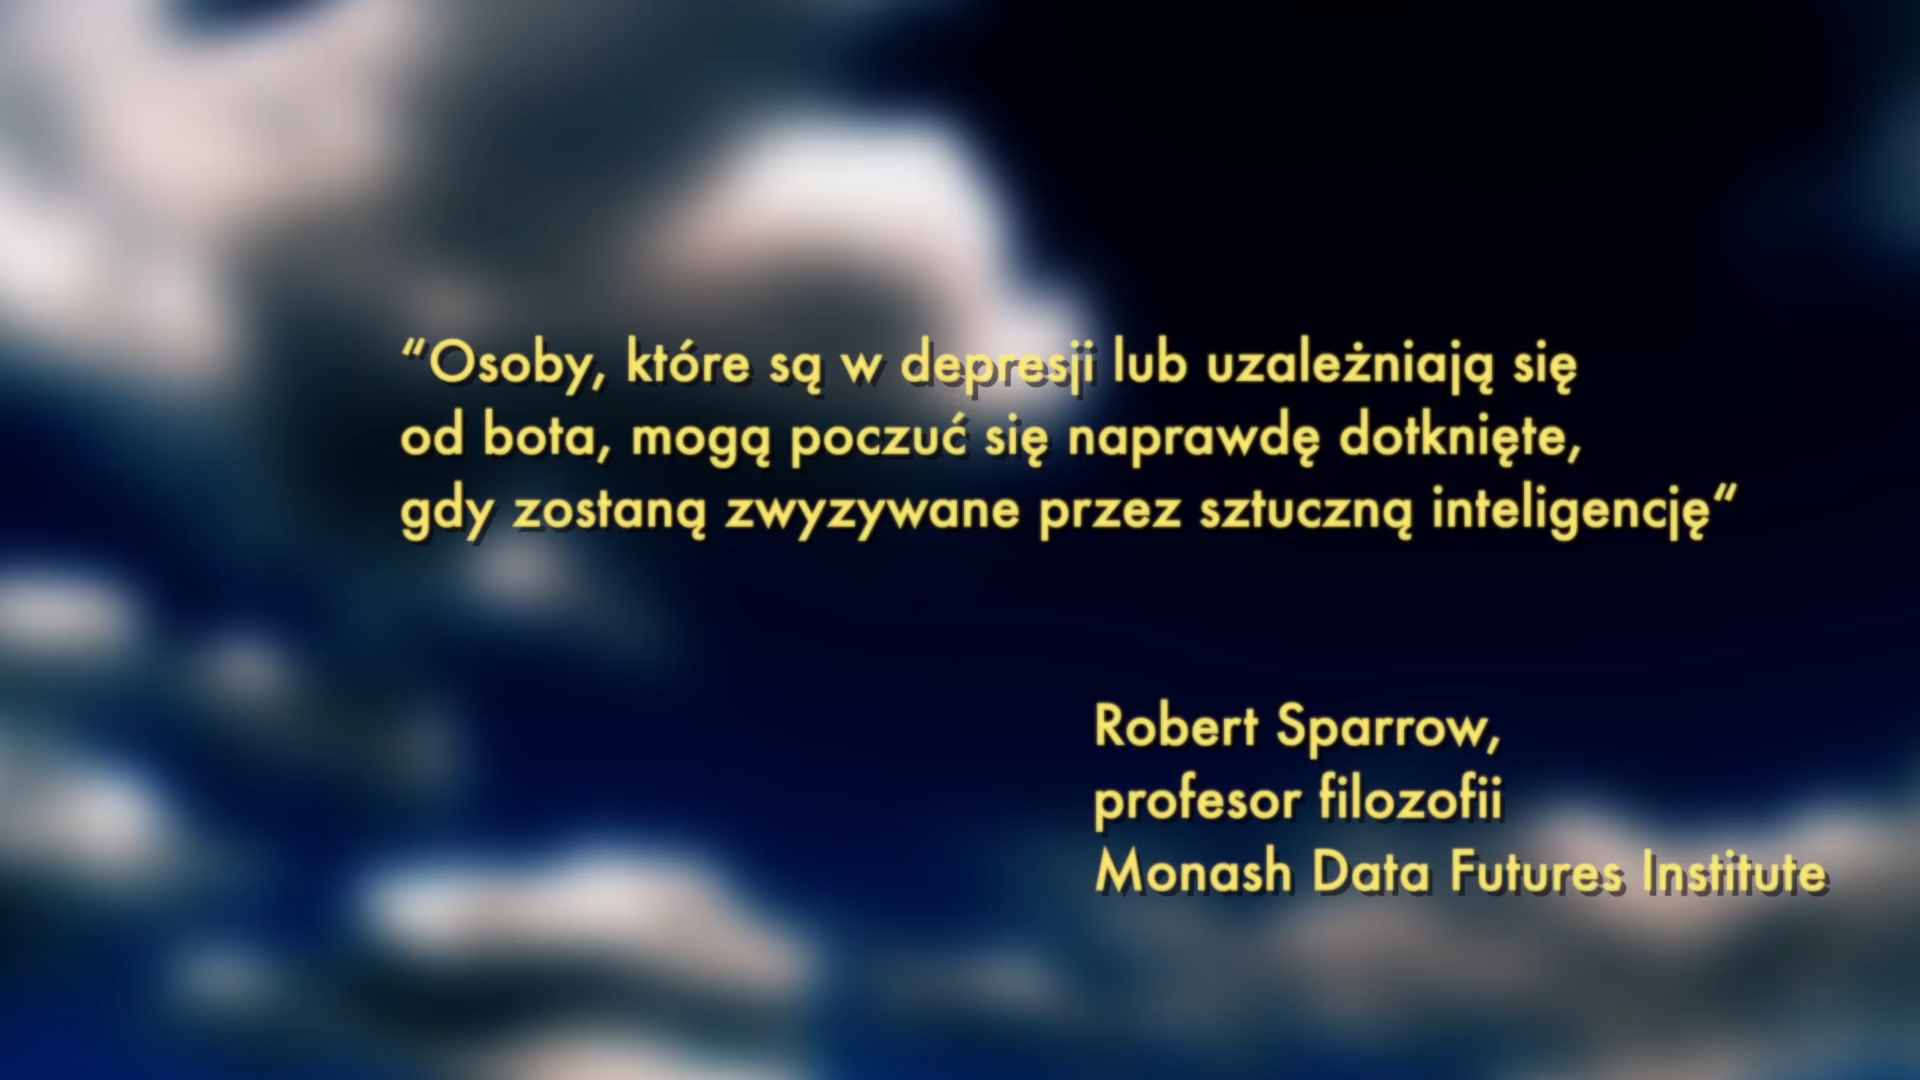 “Osoby, które są w depresji lub uzależniają się
od bota, mogą poczuć się naprawdę dotknięte,
gdy zostaną zwyzywane przez sztuczną inteligencję“
Robert Sparrow,
profesor filozofii
Monash Data Futures Institute